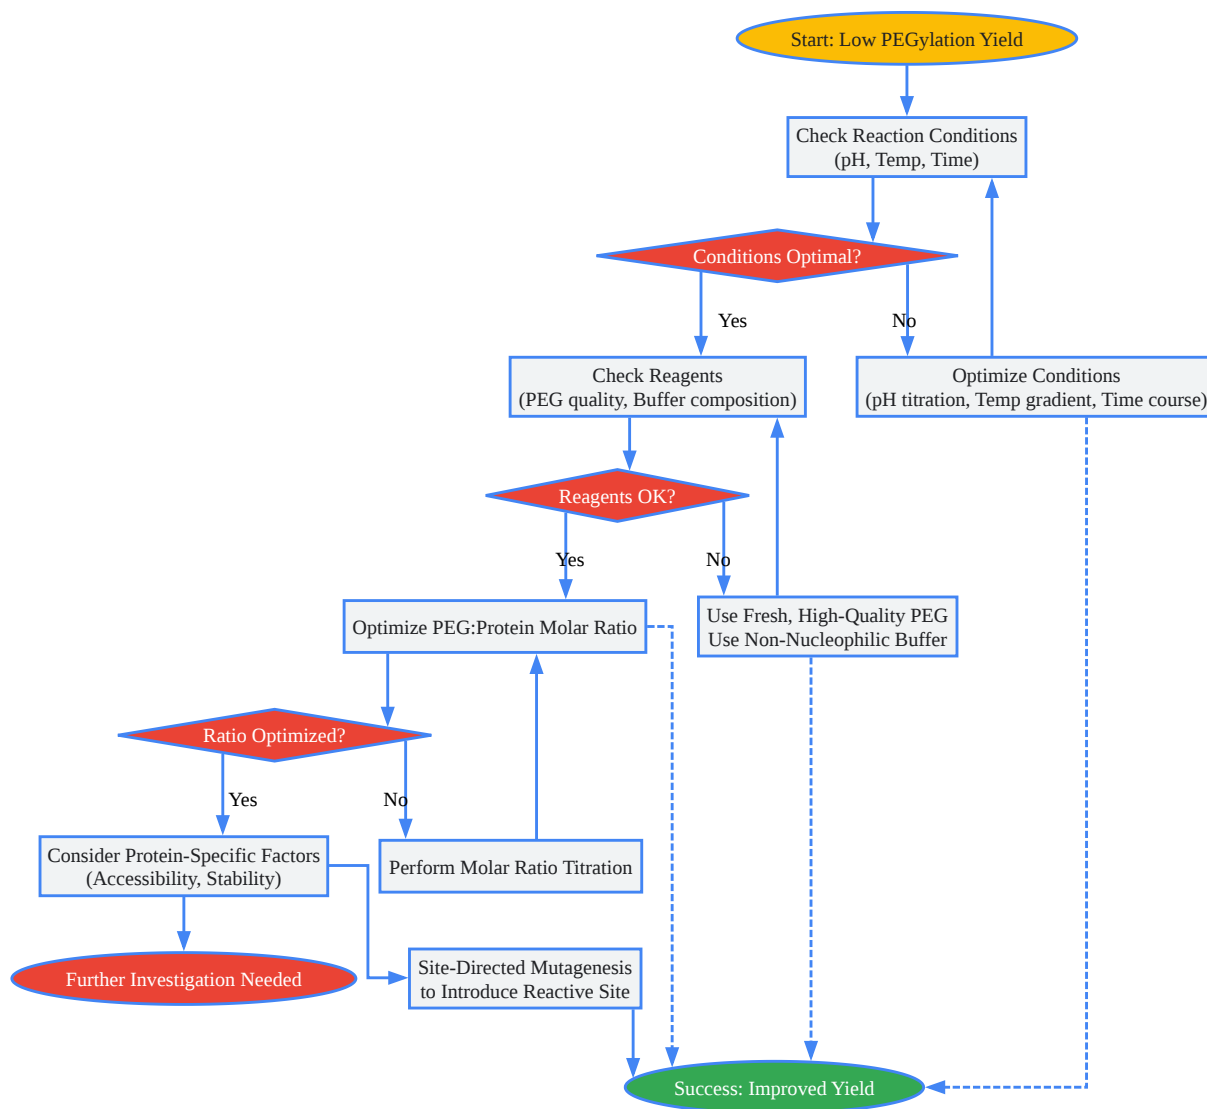 Start: Low PEGylation Yield
Check Reaction Conditions
(pH, Temp, Time)
Conditions Optimal?
Yes
No
Check Reagents
(PEG quality, Buffer composition)
Optimize Conditions
(pH titration, Temp gradient, Time course)
Reagents OK?
Yes
No
Optimize PEG:Protein Molar Ratio
Use Fresh, High-Quality PEG
Use Non-Nucleophilic Buffer
Ratio Optimized?
Yes
No
Consider Protein-Specific Factors
(Accessibility, Stability)
Perform Molar Ratio Titration
Further Investigation Needed
Site-Directed Mutagenesis
to Introduce Reactive Site
Success: Improved Yield